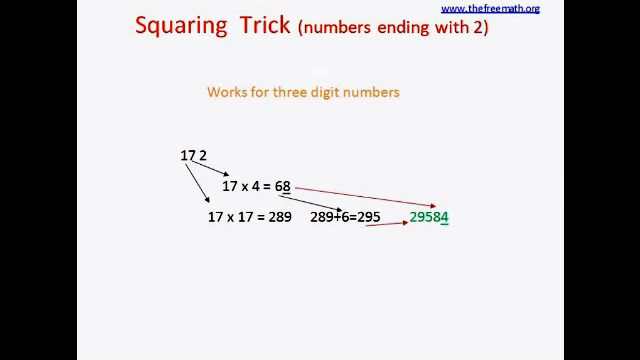 www.thefreemath.org
Squaring Trick (numbers ending with 2)
Works for three digit numbers
17 2
17 x 4 = 68
17 x 17 = 289 289+6=295 29584